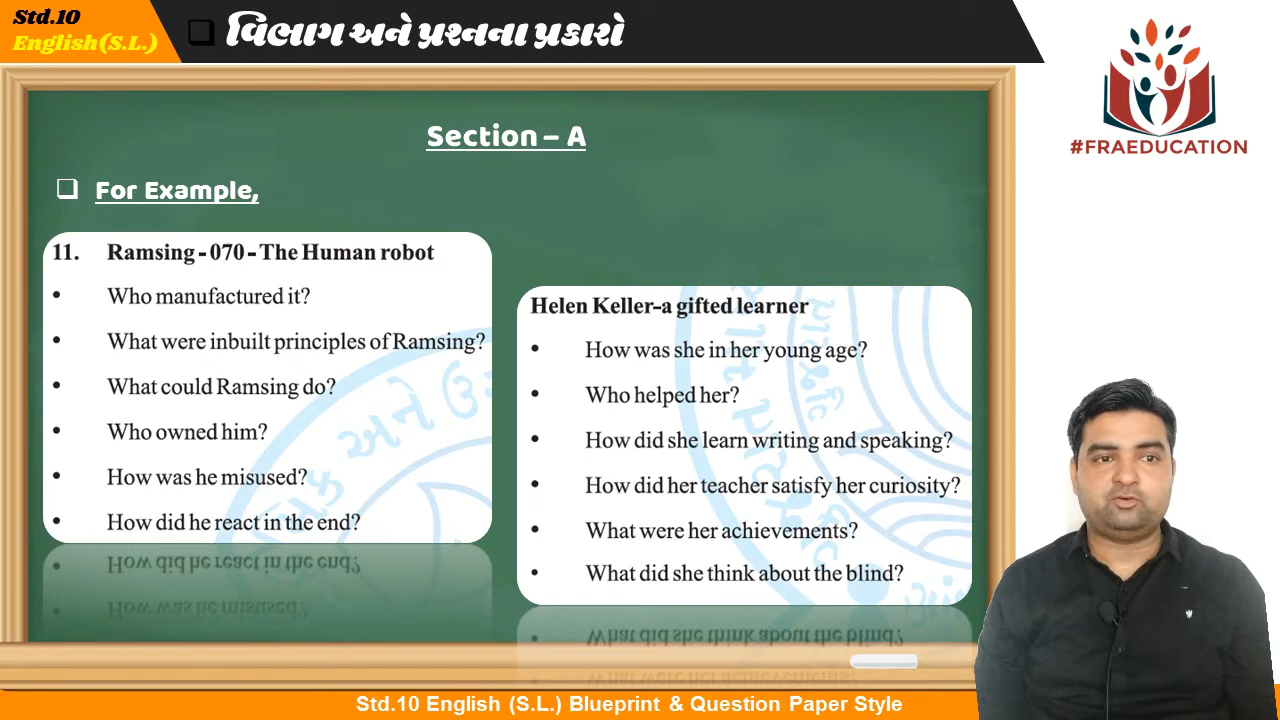 Std.10
English(S.L.)
વિભાગ અને પ્રશ્નના પ્રકારો
#FRAEDUCATION
Section – A
For Example,
11. Ramsing - 070 - The Human robot
• Who manufactured it?
• What were inbuilt principles of Ramsing?
• What could Ramsing do?
• Who owned him?
• How was he misused?
• How did he react in the end?
Helen Keller–a gifted learner
• How was she in her young age?
• Who helped her?
• How did she learn writing and speaking?
• How did her teacher satisfy her curiosity?
• What were her achievements?
• What did she think about the blind?
Std.10 English (S.L.) Blueprint & Question Paper Style